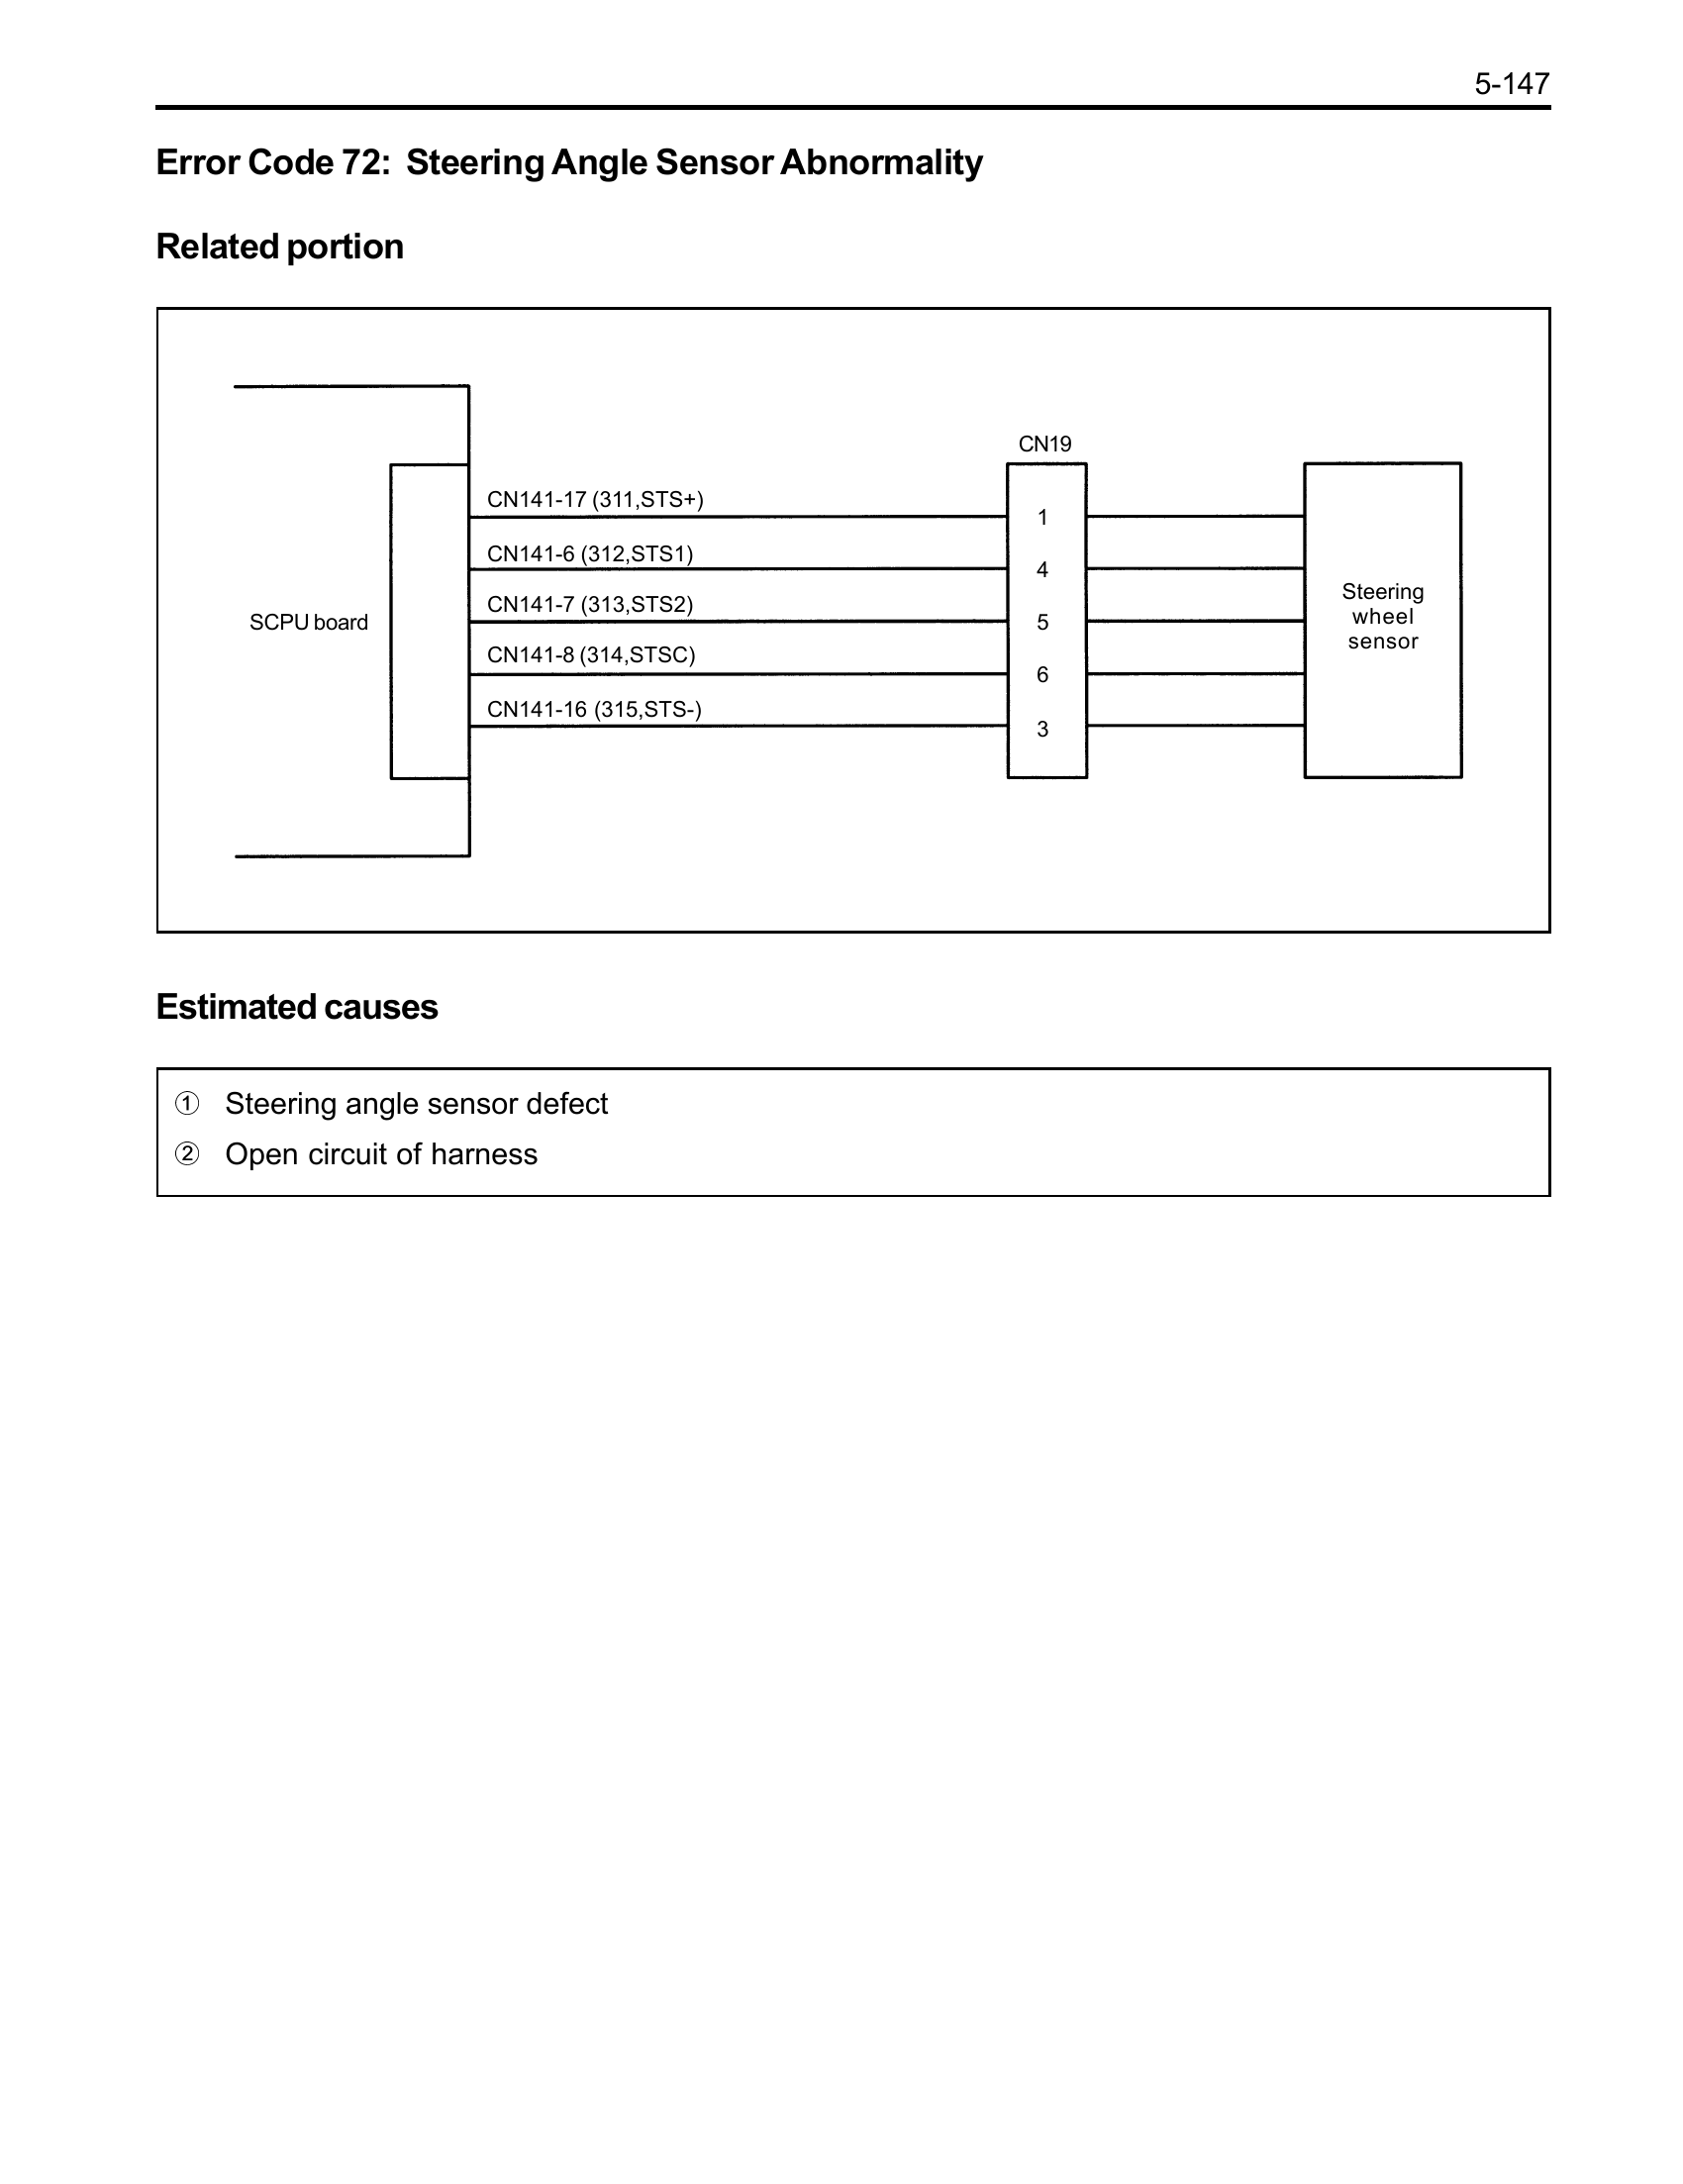 5-147
Error Code 72: Steering Angle Sensor Abnormality
Related portion
CN19
CN141-17 (311,STS+)
1
CN141-6 (312,STS1)
4
CN141-7 (313,STS2)
5
CN141-8 (314,STSC)
6
CN141-16 (315,STS-)
3
SCPU board
Steering
wheel
sensor
Estimated causes
① Steering angle sensor defect
② Open circuit of harness